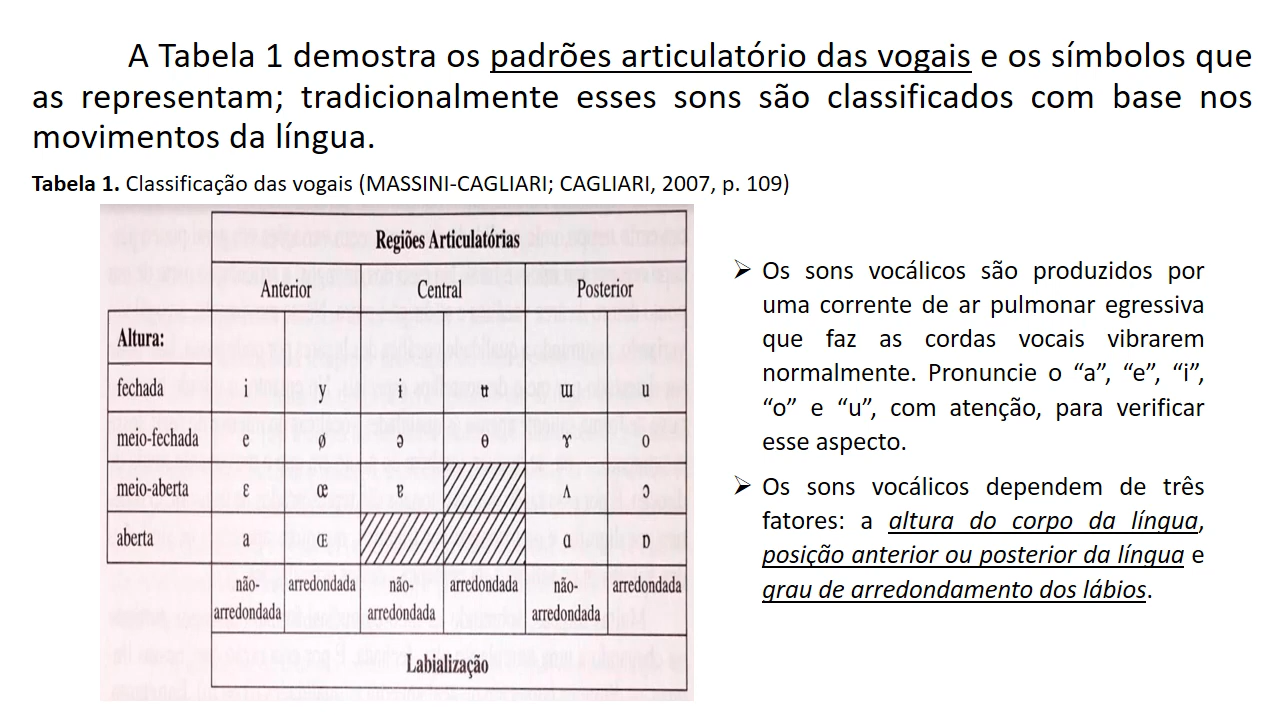 A Tabela 1 demostra os padrões articulatório das vogais e os símbolos que
as representam; tradicionalmente esses sons são classificados com base nos
movimentos da língua.
Tabela 1. Classificação das vogais (MASSINI-CAGLIARI; CAGLIARI, 2007, p. 109)
Regiões Articulatórias
Anterior Central Posterior
Altura:
fechada i y ɨ ʉ ɯ u
meio-fechada e ø ə ɵ ɤ o
meio-aberta ɛ œ ɐ ʌ ɔ
aberta a ɶ ɑ ɒ
não-arredondada arredondada não-arredondada arredondada não-arredondada arredondada
Labialização
➢ Os sons vocálicos são produzidos por
uma corrente de ar pulmonar egressiva
que faz as cordas vocais vibrarem
normalmente. Pronuncie o “a”, “e”, “i”,
“o” e “u”, com atenção, para verificar
esse aspecto.
➢ Os sons vocálicos dependem de três
fatores: a altura do corpo da língua,
posição anterior ou posterior da língua e
grau de arredondamento dos lábios.